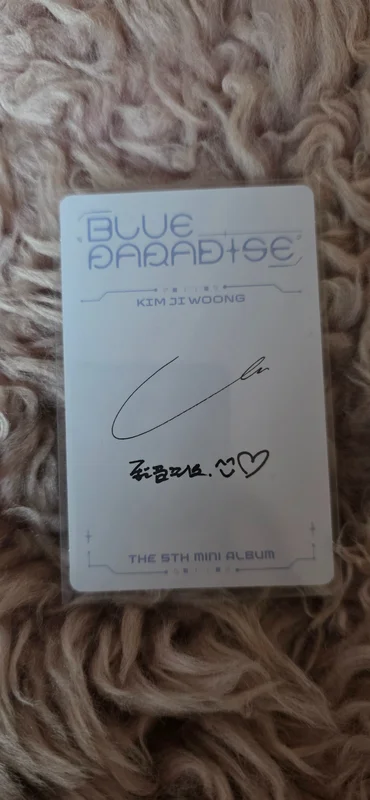 BLUE
PARADISE
KIM JI WOONG
THE 5TH MINI ALBUM